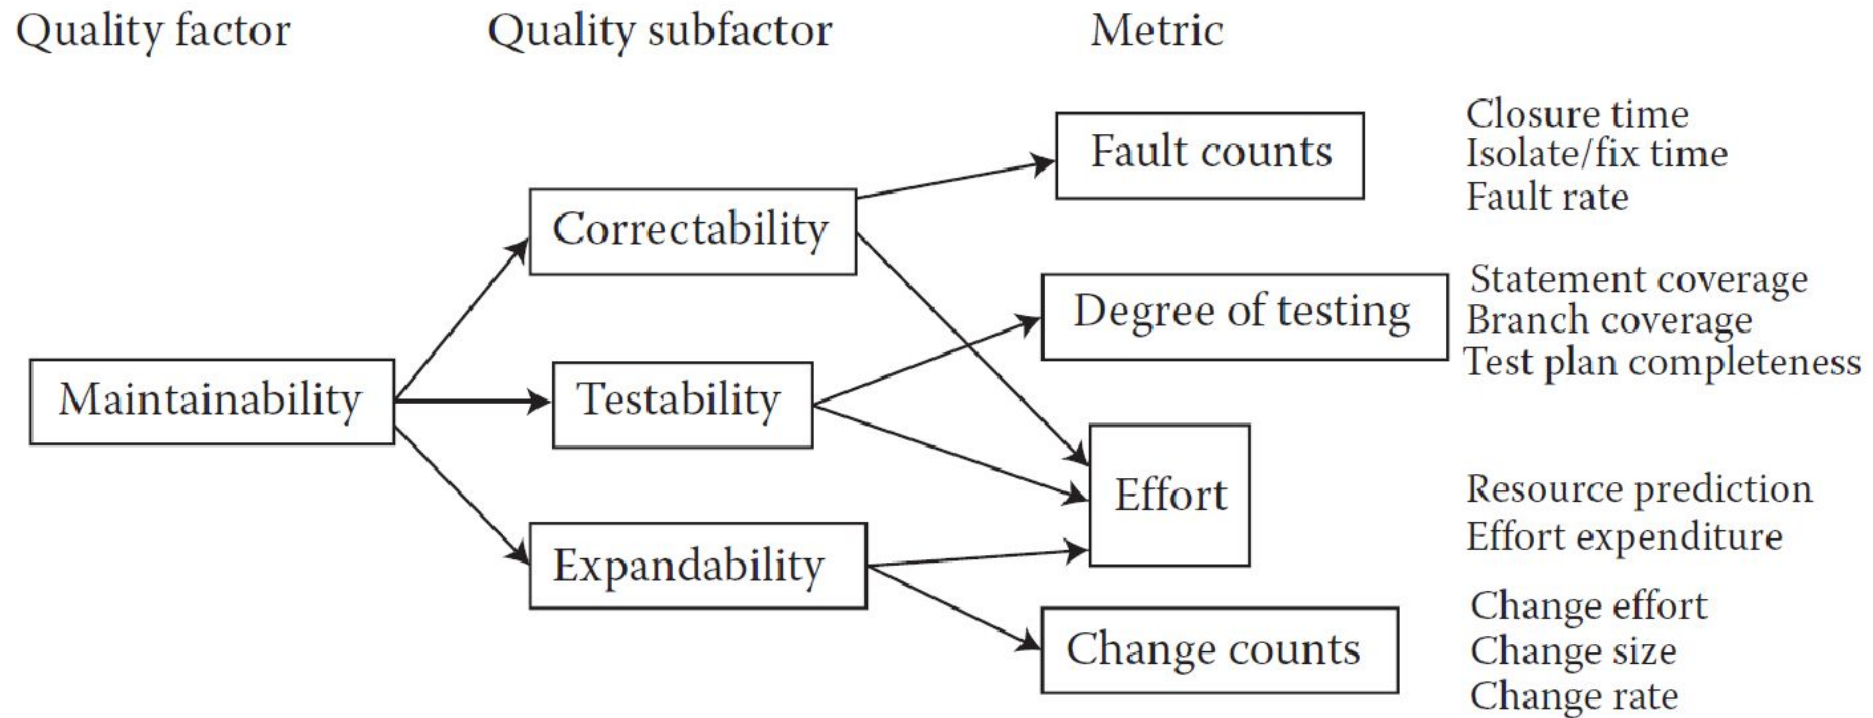 Quality factor
Quality subfactor
Metric
Maintainability
Correctability
Testability
Expandability
Fault counts
Closure time
Isolate/fix time
Fault rate
Degree of testing
Statement coverage
Branch coverage
Test plan completeness
Effort
Resource prediction
Effort expenditure
Change counts
Change effort
Change size
Change rate